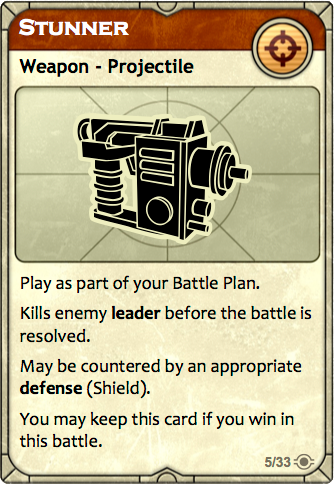 Stunner
Weapon - Projectile
Play as part of your Battle Plan.
Kills enemy leader before the battle is
resolved.
May be countered by an appropriate
defense (Shield).
You may keep this card if you win in
this battle.
5/33